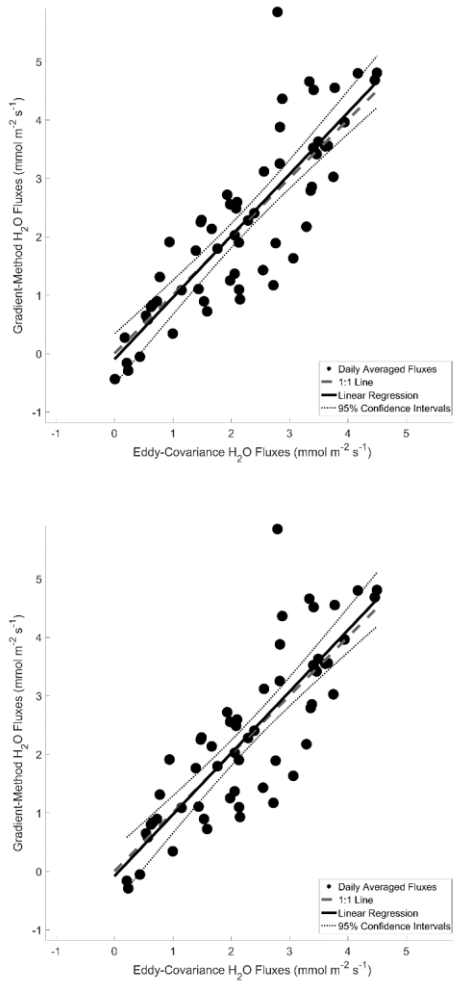 5
4
3
2
1
0
-1
Gradient-Method H2O Fluxes (mmol m-2 s-1)
Daily Averaged Fluxes
1:1 Line
Linear Regression
95% Confidence Intervals
-1 0 1 2 3 4 5
Eddy-Covariance H2O Fluxes (mmol m-2 s-1)
5
4
3
2
1
0
-1
Gradient-Method H2O Fluxes (mmol m-2 s-1)
Daily Averaged Fluxes
1:1 Line
Linear Regression
95% Confidence Intervals
-1 0 1 2 3 4 5
Eddy-Covariance H2O Fluxes (mmol m-2 s-1)